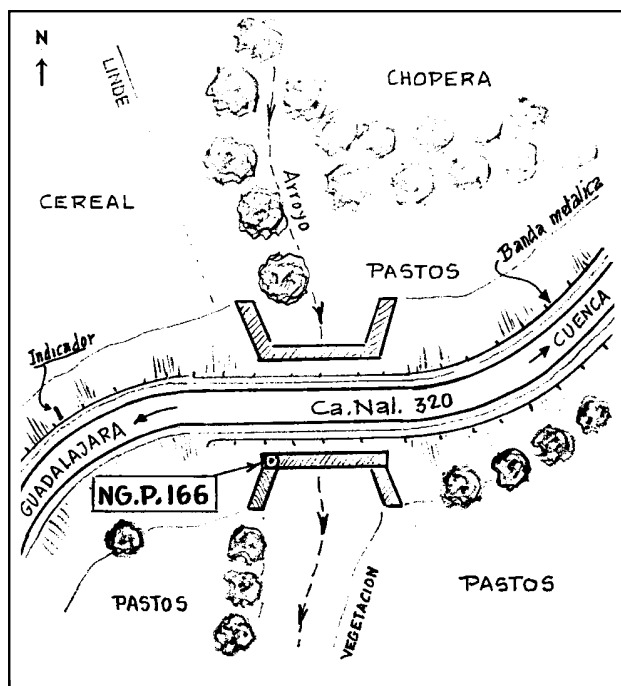 N
LINDE
CHOPERA
CEREAL
Arroyo
Banda metalica
PASTOS
Indicador
CUENCA
Ca.Nal. 320
GUADALAJARA
NG.P.166
PASTOS
VEGETACION
PASTOS